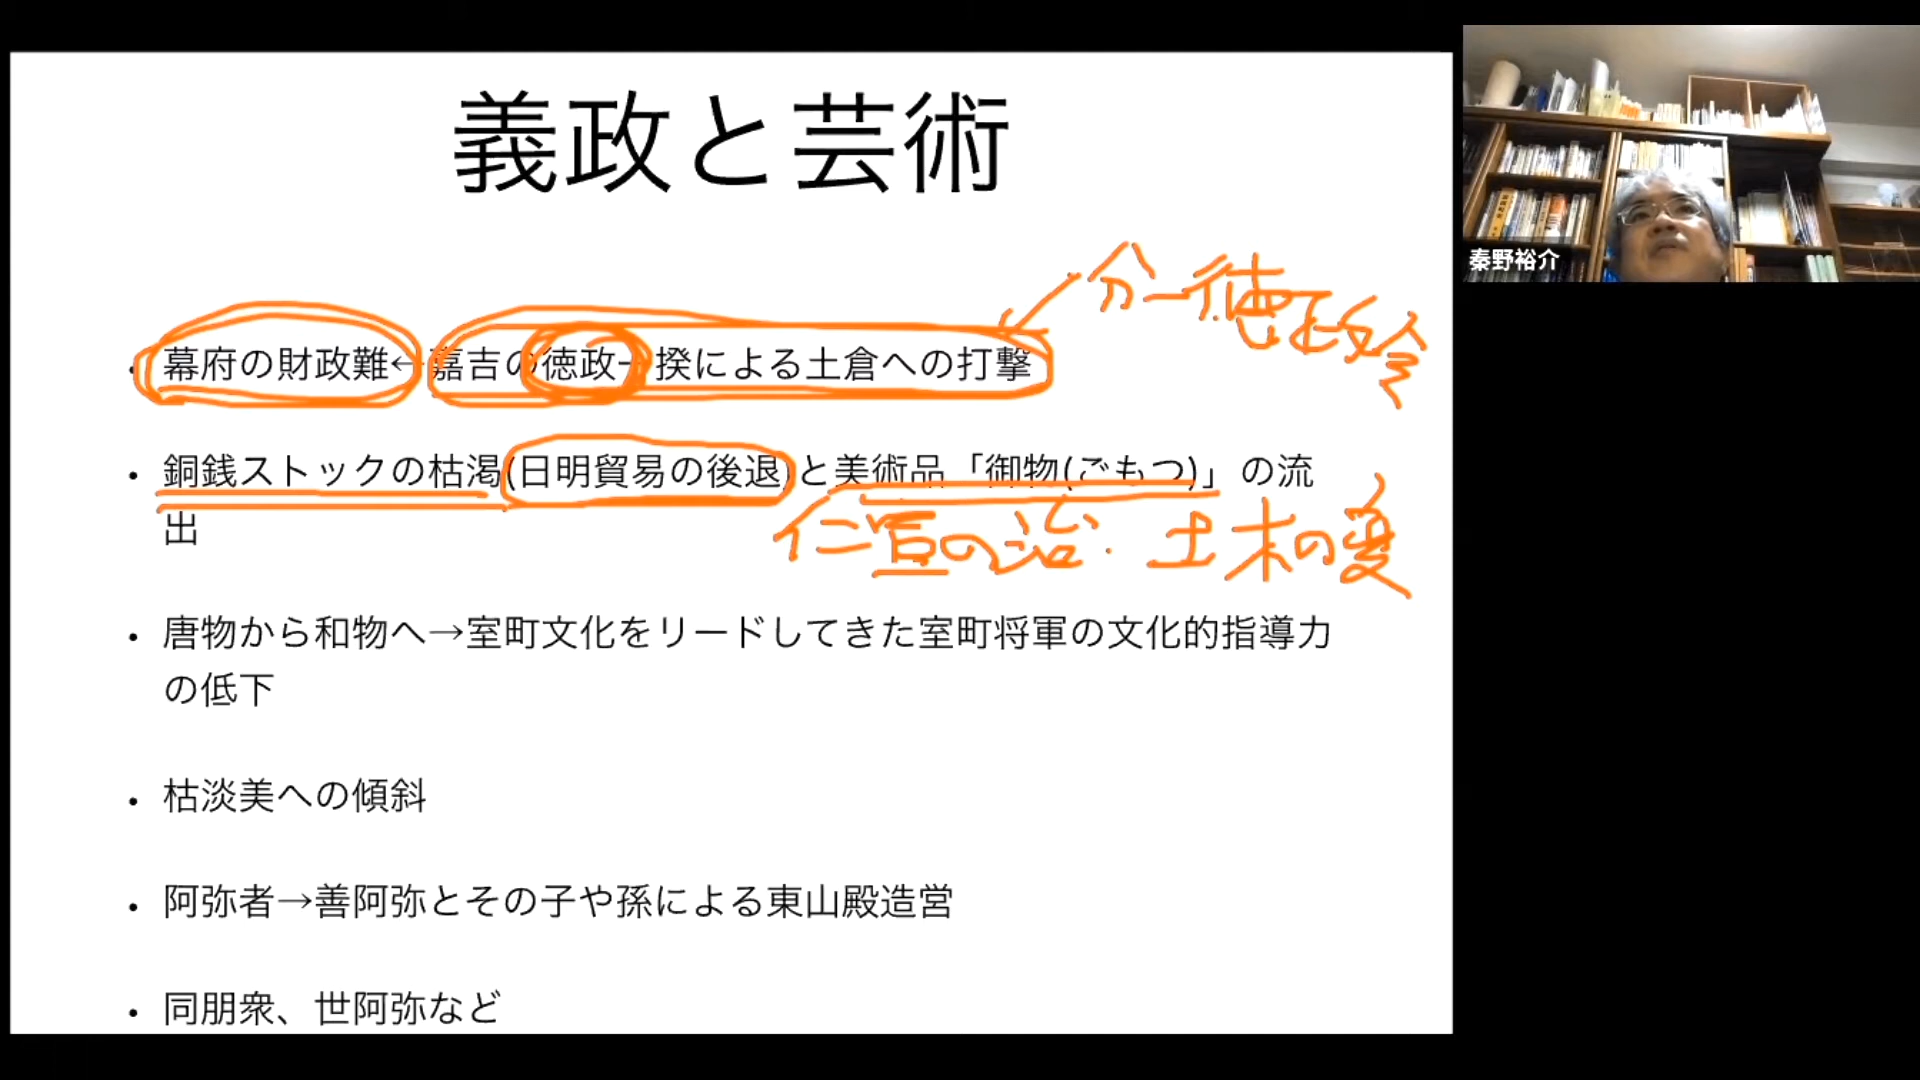 義政と芸術
分一徳政令
・幕府の財政難←嘉吉の徳政一揆による土倉への打撃
・銅銭ストックの枯渇(日明貿易の後退)と美術品「御物(ごもつ)」の流
出
仁宣の治・土木の変
・唐物から和物へ→室町文化をリードしてきた室町将軍の文化的指導力
の低下
・枯淡美への傾斜
・阿弥者→善阿弥とその子や孫による東山殿造営
・同朋衆、世阿弥など
秦野裕介